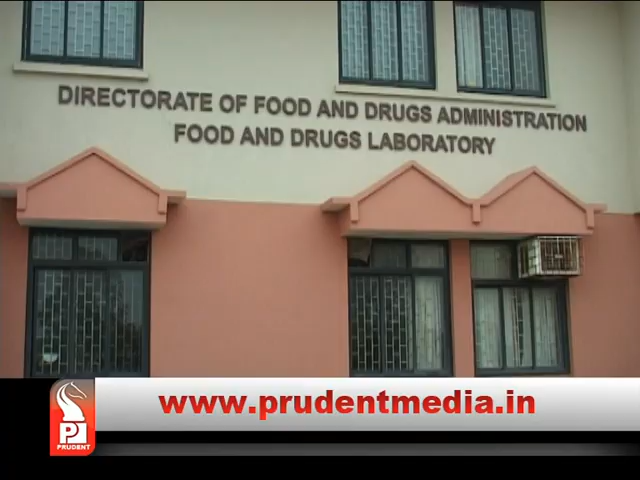 DIRECTORATE OF FOOD AND DRUGS ADMINISTRATION
FOOD AND DRUGS LABORATORY
www.prudentmedia.in
P
PRUDENT